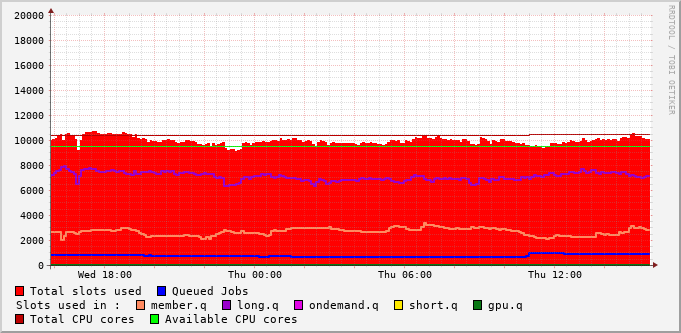 20000
18000
16000
14000
12000
10000
8000
6000
4000
2000
0
Wed 18:00 Thu 00:00 Thu 06:00 Thu 12:00
RRDTOOL / TOBI OETIKER
Total slots used Queued Jobs
Slots used in : member.q long.q ondemand.q short.q gpu.q
Total CPU cores Available CPU cores